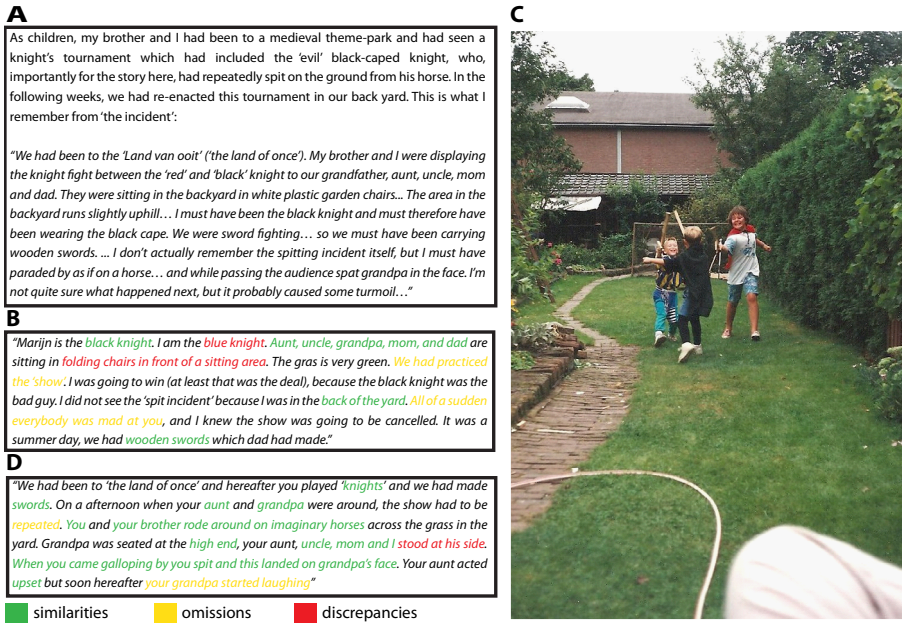 A
As children, my brother and I had been to a medieval theme-park and had seen a
knight's tournament which had included the 'evil' black-caped knight, who,
importantly for the story here, had repeatedly spit on the ground from his horse. In the
following weeks, we had re-enacted this tournament in our back yard. This is what I
remember from 'the incident':
"We had been to the 'Land van ooit' ('the land of once'). My brother and I were displaying
the knight fight between the 'red' and 'black' knight to our grandfather, aunt, uncle, mom
and dad. They were sitting in the backyard in white plastic garden chairs... The area in the
backyard runs slightly uphill... I must have been the black knight and must therefore have
been wearing the black cape. We were sword fighting... so we must have been carrying
wooden swords. ... I don't actually remember the spitting incident itself, but I must have
paraded by as if on a horse... and while passing the audience spat grandpa in the face. I'm
not quite sure what happened next, but it probably caused some turmoil..."
B
"Marijn is the black knight. I am the blue knight. Aunt, uncle, grandpa, mom, and dad are
sitting in folding chairs in front of a sitting area. The gras is very green. We had practiced
the 'show'. I was going to win (at least that was the deal), because the black knight was the
bad guy. I did not see the 'spit incident' because I was in the back of the yard. All of a sudden
everybody was mad at you, and I knew the show was going to be cancelled. It was a
summer day, we had wooden swords which dad had made."
D
"We had been to 'the land of once' and hereafter you played 'knights' and we had made
swords. On a afternoon when your aunt and grandpa were around, the show had to be
repeated. You and your brother rode around on imaginary horses across the grass in the
yard. Grandpa was seated at the high end, your aunt, uncle, mom and I stood at his side.
When you came galloping by you spit and this landed on grandpa's face. Your aunt acted
upset but soon hereafter your grandpa started laughing"
similarities omissions discrepancies
C